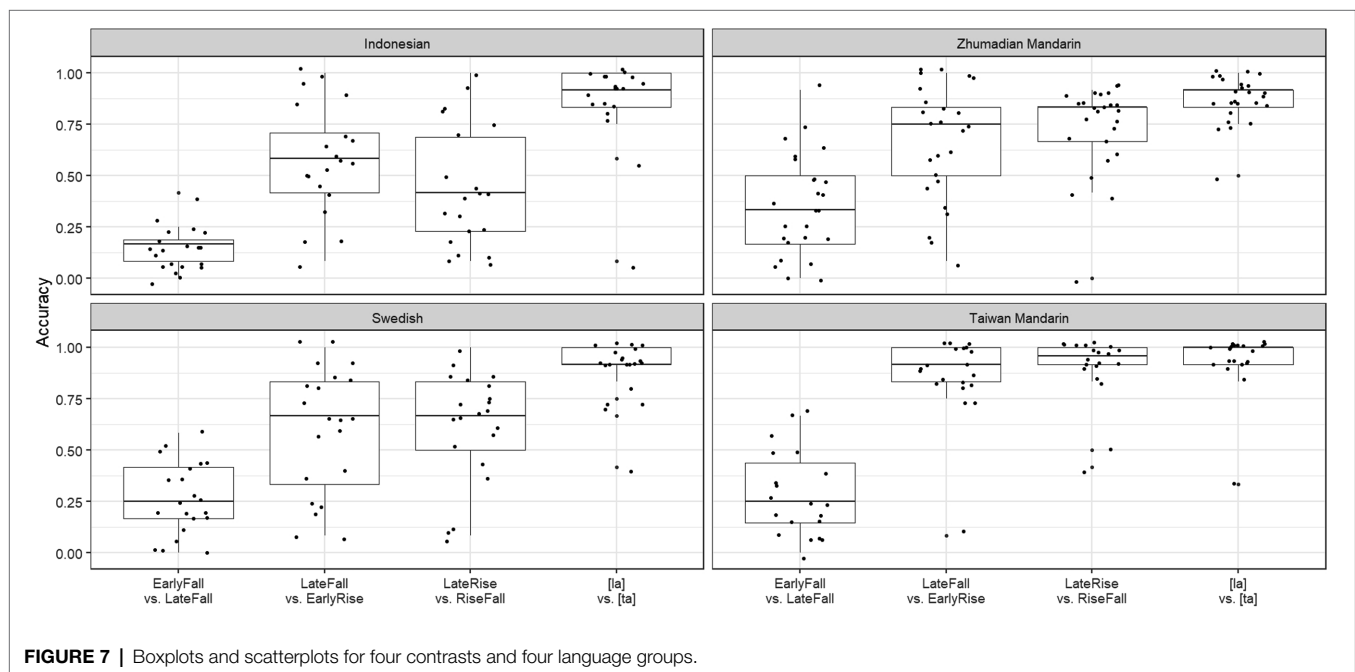 Indonesian
Zhumadian Mandarin
1.00
0.75
0.50
0.25
0.00
Accuracy
Swedish
Taiwan Mandarin
1.00
0.75
0.50
0.25
0.00
EarlyFall
vs. LateFall
LateFall
vs. EarlyRise
LateRise
vs. RiseFall
[la]
vs. [ta]
EarlyFall
vs. LateFall
LateFall
vs. EarlyRise
LateRise
vs. RiseFall
[la]
vs. [ta]
FIGURE 7 | Boxplots and scatterplots for four contrasts and four language groups.